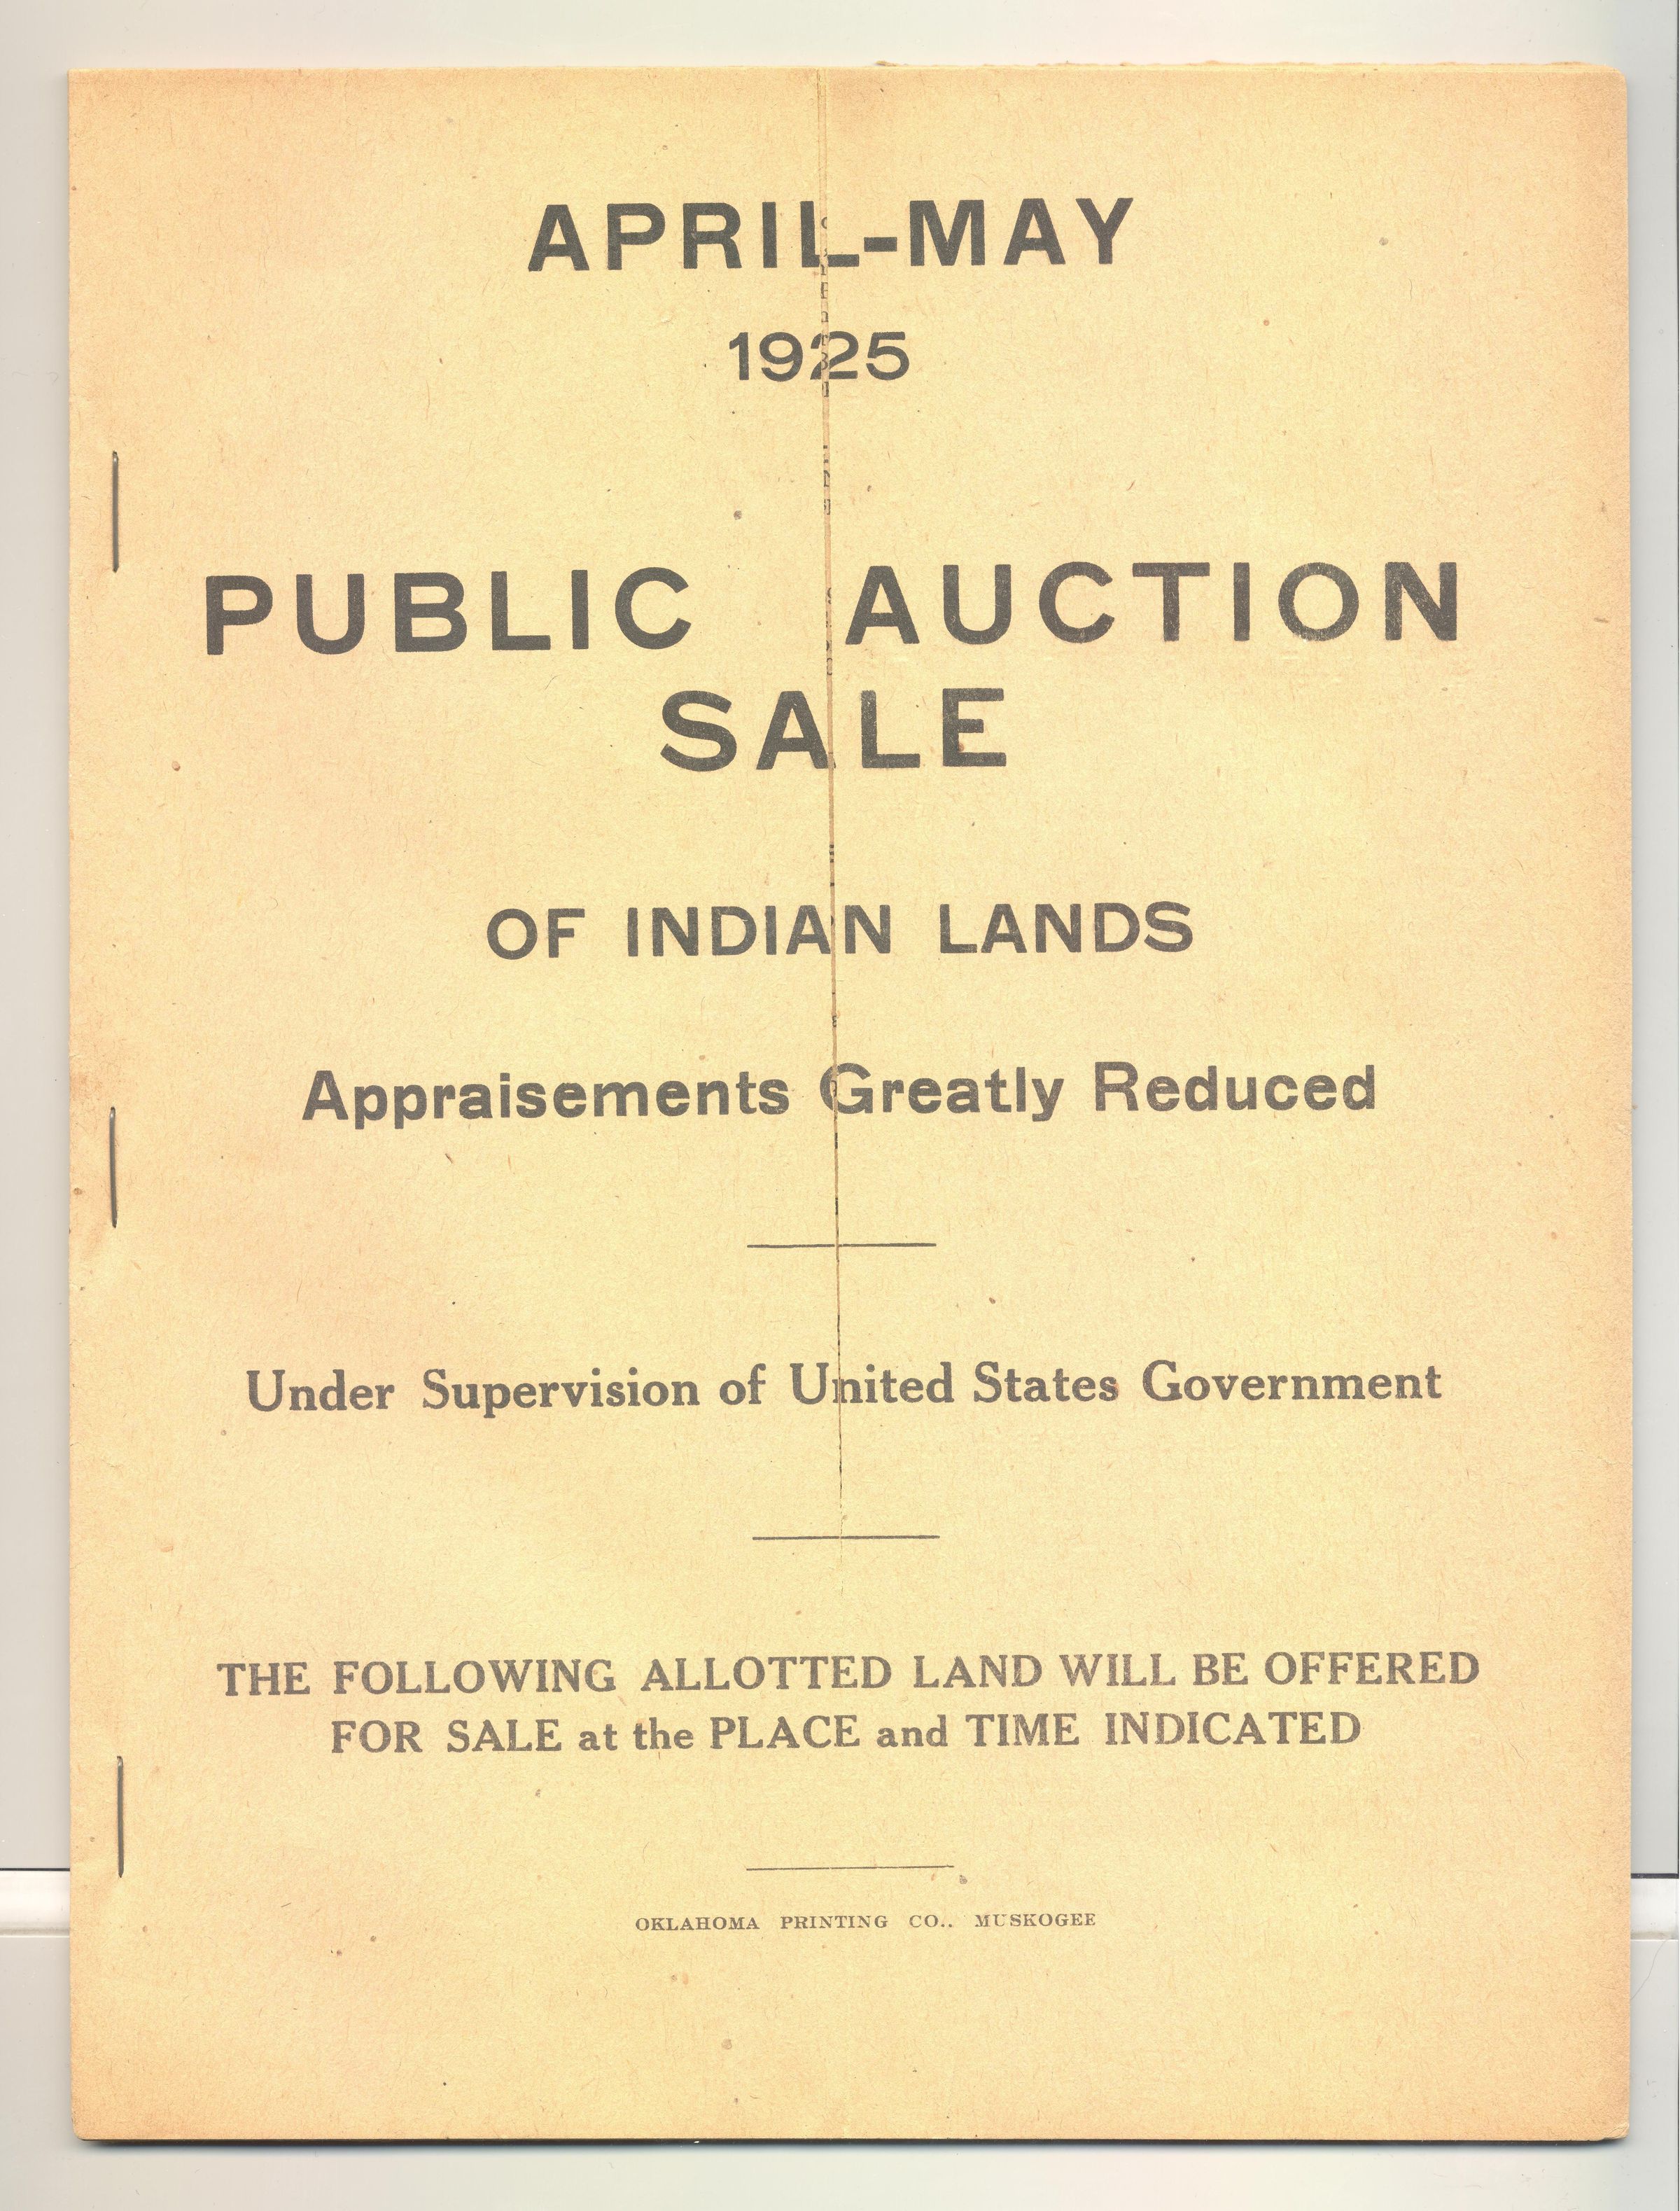 APRIL-MAY
1925
PUBLIC AUCTION
SALE
OF INDIAN LANDS
Appraisements Greatly Reduced
Under Supervision of United States Government
THE FOLLOWING ALLOTTED LAND WILL BE OFFERED
FOR SALE at the PLACE and TIME INDICATED
OKLAHOMA PRINTING CO., MUSKOGEE